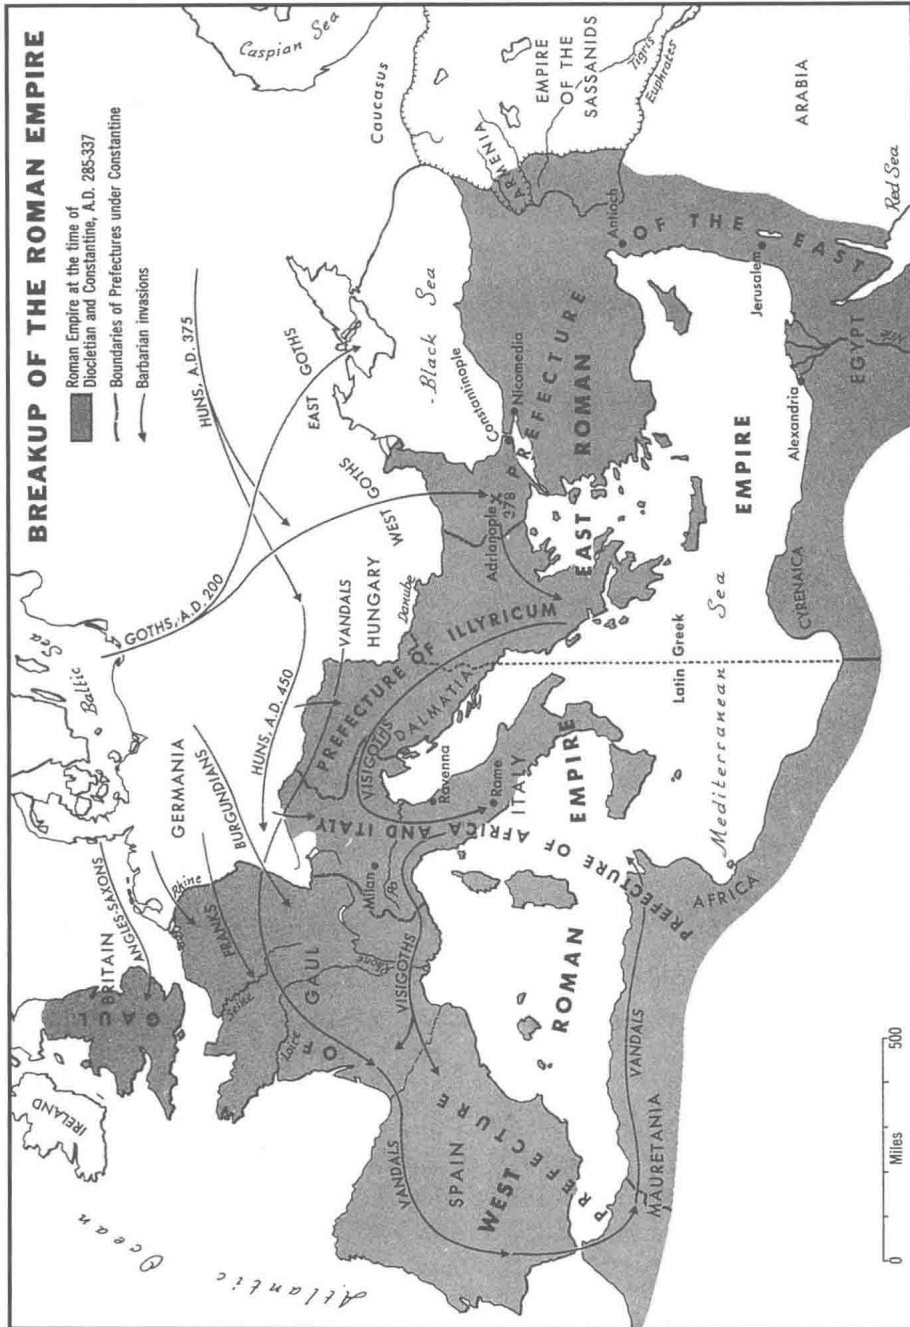 BREAKUP OF THE ROMAN EMPIRE
Roman Empire at the time of
Diocletian and Constantine, A.D. 285-337
Boundaries of Prefectures under Constantine
Barbarian invasions
Caspian Sea
Caucasus
HUNS, A.D. 375
EAST GOTHS
WEST GOTHS
GOTHS, A.D. 200
Baltic Sea
HUNS, A.D. 450
VANDALS
HUNGARY
Danube
GERMANIA
BURGUNDIANS
Rhine
FRANKS
ANGLES-SAXONS
BRITAIN
IRELAND
Atlantic Ocean
PREFECTURE OF GAUL
GAUL
Seine
Loire
Rhone
Milan
Po
VISIGOTHS
VISIGOTHS
VANDALS
SPAIN
WEST ROMAN EMPIRE
PREFECTURE OF AFRICA AND ITALY
ITALY
Ravenna
Rome
PREFECTURE OF ILLYRICUM
DALMATIA
Adrianople
378
Constantinople
Nicomedia
Black Sea
PREFECTURE OF THE EAST
EAST ROMAN EMPIRE
ARMENIA
EMPIRE
OF THE
SASSANIDS
Tigris
Euphrates
ARABIA
Antioch
Jerusalem
Red Sea
EGYPT
Nile
Alexandria
CYRENAICA
Latin Greek
Mediterranean Sea
AFRICA
VANDALS
MAURETANIA
0 500
Miles